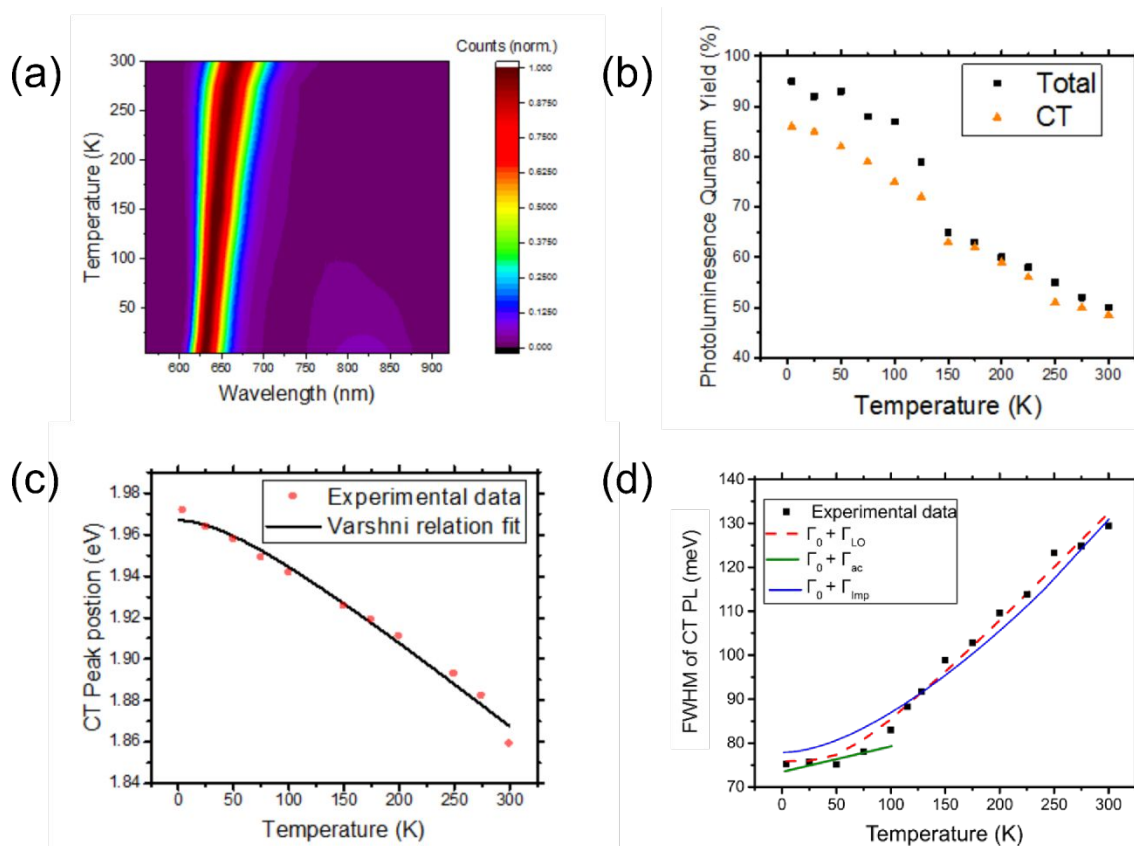 (a)
Counts (norm.)
300
250
200
150
100
50
Temperature (K)
600 650 700 750 800 850 900
Wavelength (nm)
1.000
0.8750
0.7500
0.6250
0.5000
0.3750
0.2500
0.1250
0.000
(b)
100
90
80
70
60
50
40
Photoluminesence Qunatum Yield (%)
Total
CT
0 50 100 150 200 250 300
Temperature (K)
(c)
1.98
1.96
1.94
1.92
1.90
1.88
1.86
1.84
CT Peak postion (eV)
Experimental data
Varshni relation fit
0 50 100 150 200 250 300
Temperature (K)
(d)
140
130
120
110
100
90
80
70
FWHM of CT PL (meV)
Experimental data
Γ₀ + Γ_LO
Γ₀ + Γ_ac
Γ₀ + Γ_Imp
0 50 100 150 200 250 300
Temperature (K)